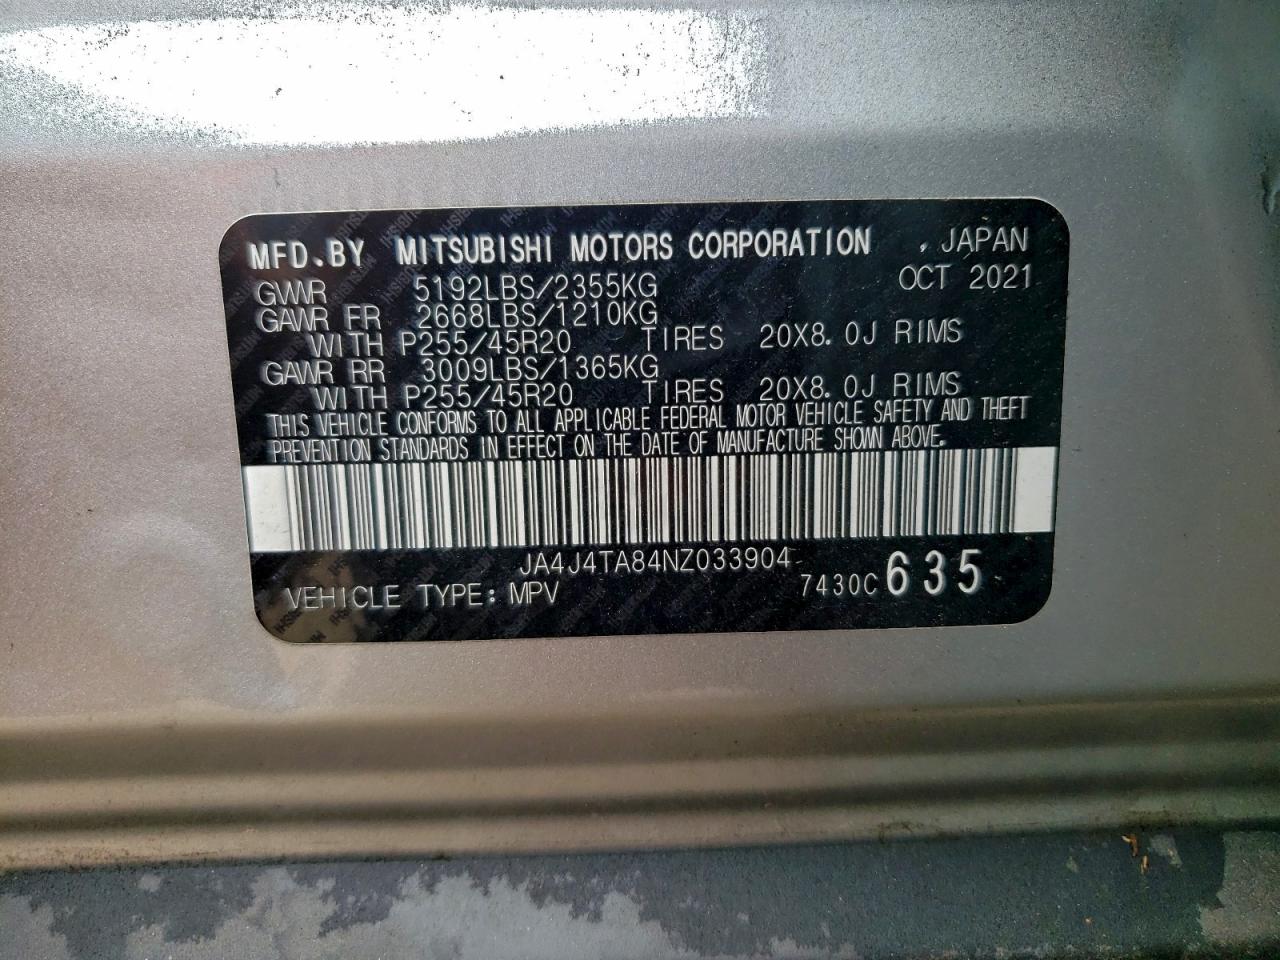 MFD.BY MITSUBISHI MOTORS CORPORATION , JAPAN
GVWR 5192LBS/2355KG OCT 2021
GAWR FR 2668LBS/1210KG
WITH P255/45R20 TIRES 20X8.0J RIMS
GAWR RR 3009LBS/1365KG
WITH P255/45R20 TIRES 20X8.0J RIMS
THIS VEHICLE CONFORMS TO ALL APPLICABLE FEDERAL MOTOR VEHICLE SAFETY AND THEFT
PREVENTION STANDARDS IN EFFECT ON THE DATE OF MANUFACTURE SHOWN ABOVE.
JA4J4TA84NZ033904
VEHICLE TYPE: MPV 7430C 635